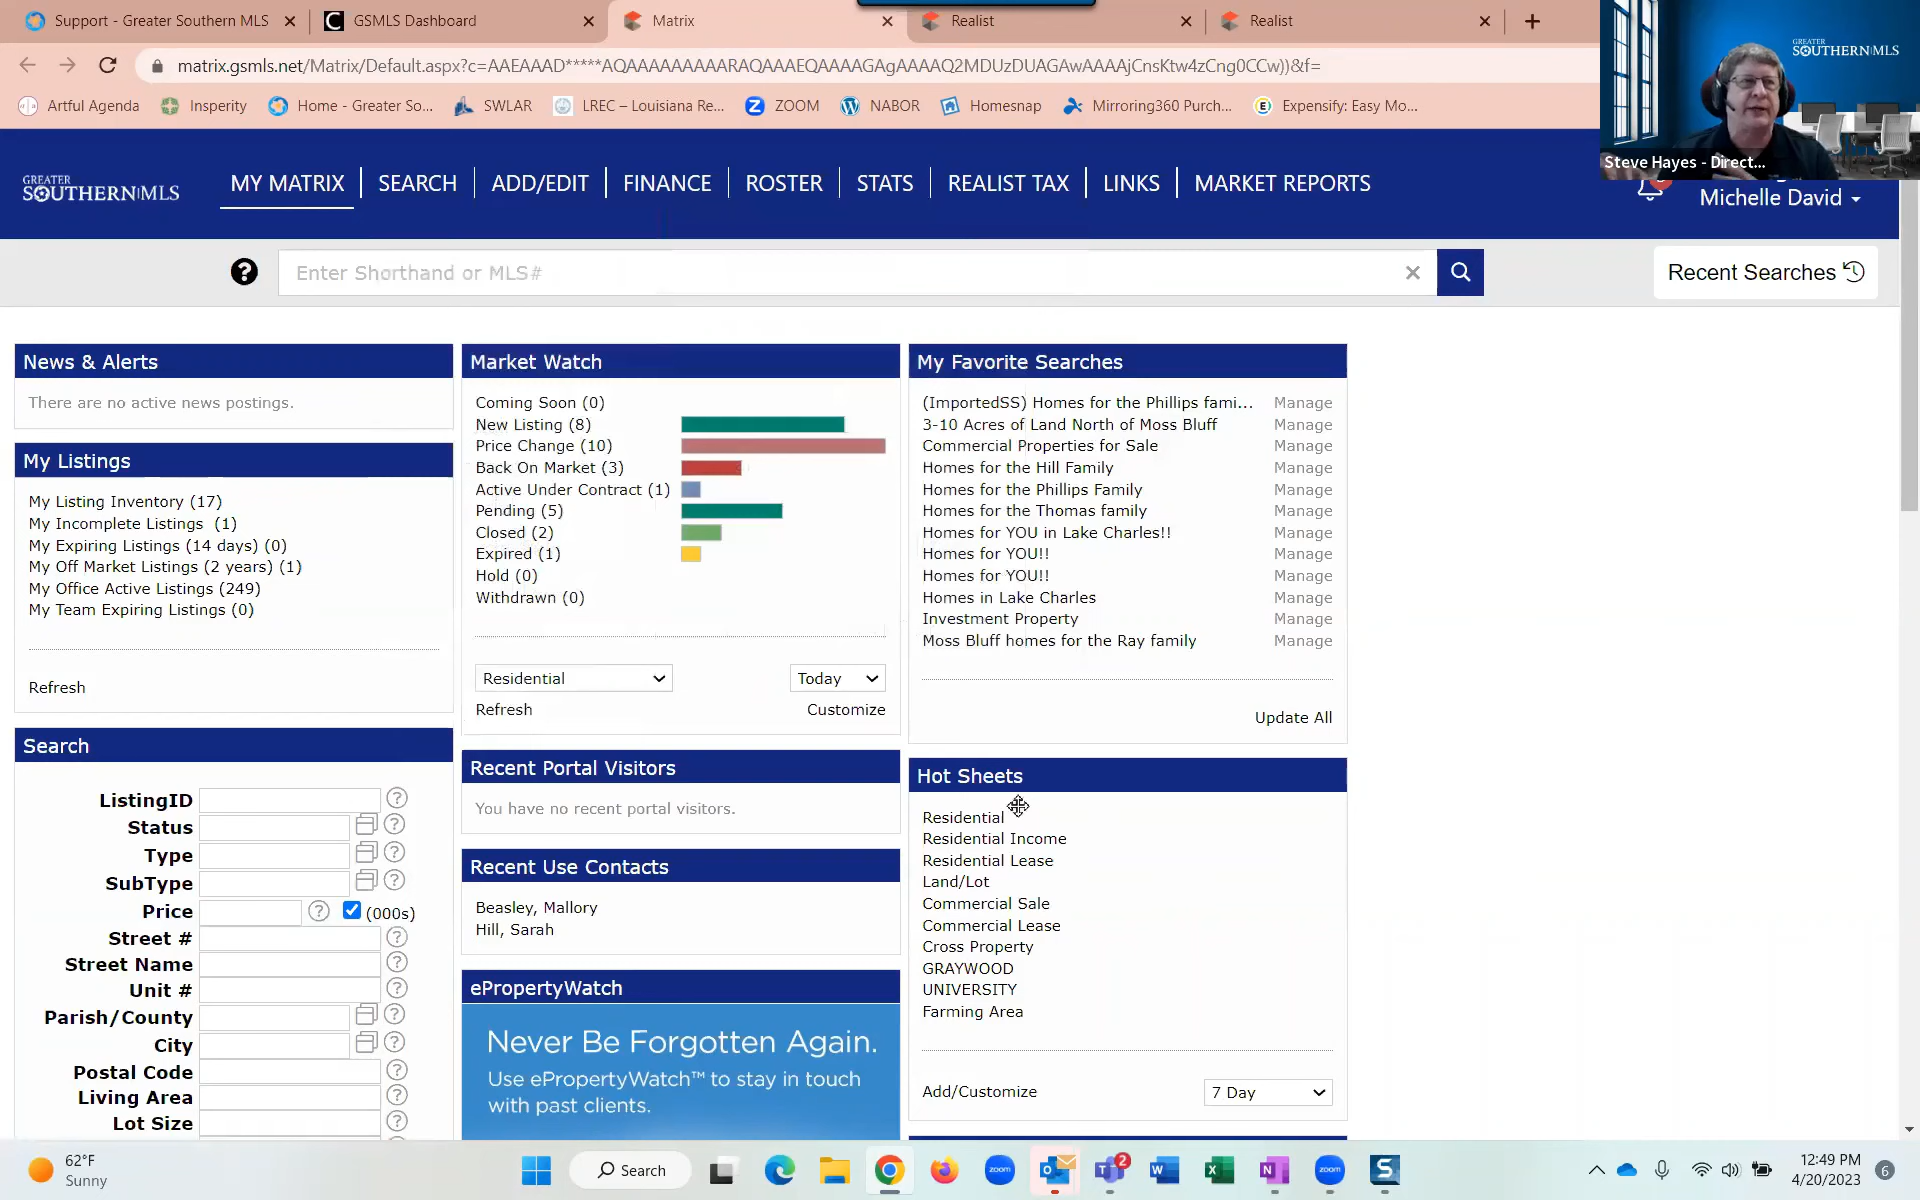 Support - Greater Southern MLS
GSMLS Dashboard
Matrix
Realist
Realist
matrix.gsmls.net/Matrix/Default.aspx?c=AAEAAAD*****AQAAAAAAAAARAQAAAEQAAAAGAgAAAAQ2MDUzDUAGAwAAAAjCnsKtw4zCng0CCw))&f=
Artful Agenda
Insperity
Home - Greater So...
SWLAR
LREC – Louisiana Re...
ZOOM
NABOR
Homesnap
Mirroring360 Purch...
Expensify: Easy Mo...
GREATER
SOUTHERN MLS
Steve Hayes - Direct...
GREATER
SOUTHERN MLS
MY MATRIX
SEARCH
ADD/EDIT
FINANCE
ROSTER
STATS
REALIST TAX
LINKS
MARKET REPORTS
Michelle David
Enter Shorthand or MLS#
Recent Searches
News & Alerts
There are no active news postings.
My Listings
My Listing Inventory (17)
My Incomplete Listings (1)
My Expiring Listings (14 days) (0)
My Off Market Listings (2 years) (1)
My Office Active Listings (249)
My Team Expiring Listings (0)
Refresh
Search
ListingID
Status
Type
SubType
Price
(000s)
Street #
Street Name
Unit #
Parish/County
City
Postal Code
Living Area
Lot Size
Market Watch
Coming Soon (0)
New Listing (8)
Price Change (10)
Back On Market (3)
Active Under Contract (1)
Pending (5)
Closed (2)
Expired (1)
Hold (0)
Withdrawn (0)
Residential
Today
Refresh
Customize
Recent Portal Visitors
You have no recent portal visitors.
Recent Use Contacts
Beasley, Mallory
Hill, Sarah
ePropertyWatch
Never Be Forgotten Again.
Use ePropertyWatch™ to stay in touch
with past clients.
My Favorite Searches
(ImportedSS) Homes for the Phillips fami... Manage
3-10 Acres of Land North of Moss Bluff Manage
Commercial Properties for Sale Manage
Homes for the Hill Family Manage
Homes for the Phillips Family Manage
Homes for the Thomas family Manage
Homes for YOU in Lake Charles!! Manage
Homes for YOU!! Manage
Homes for YOU!! Manage
Homes in Lake Charles Manage
Investment Property Manage
Moss Bluff homes for the Ray family Manage
Update All
Hot Sheets
Residential
Residential Income
Residential Lease
Land/Lot
Commercial Sale
Commercial Lease
Cross Property
GRAYWOOD
UNIVERSITY
Farming Area
Add/Customize
7 Day
62°F
Sunny
Search
zoom
2
zoom
12:49 PM
4/20/2023
6